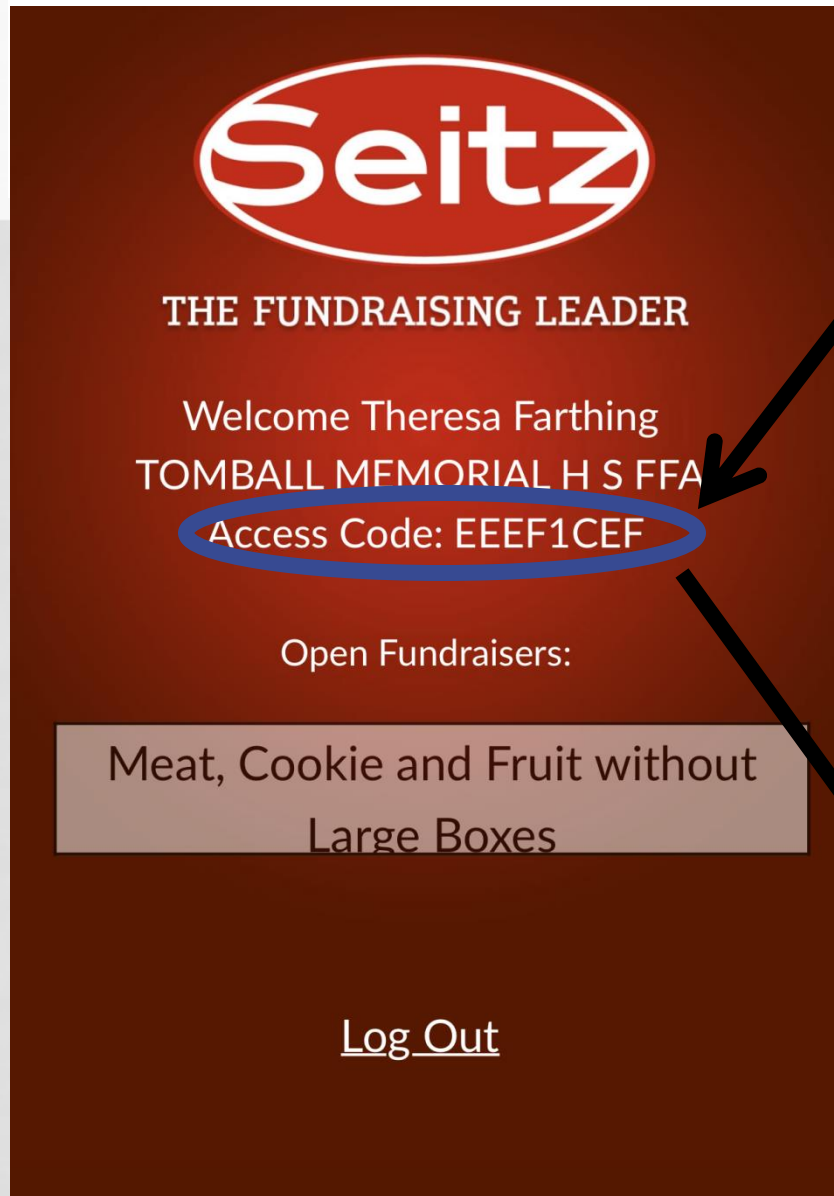 Seitz
THE FUNDRAISING LEADER
Welcome Theresa Farthing
TOMBALL MEMORIAL H S FFA
Access Code: EEEF1CEF
Open Fundraisers:
Meat, Cookie and Fruit without
Large Boxes
Log Out